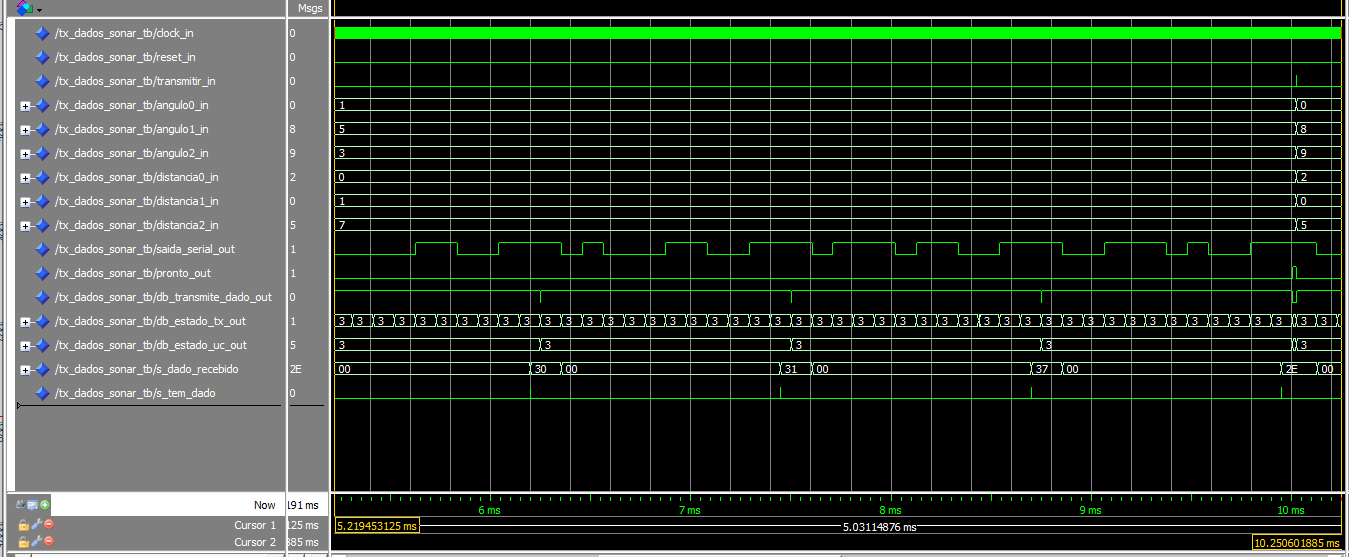 Msgs
/tx_dados_sonar_tb/clock_in 0
/tx_dados_sonar_tb/reset_in 0
/tx_dados_sonar_tb/transmitir_in 0
/tx_dados_sonar_tb/angulo0_in 0 1 0
/tx_dados_sonar_tb/angulo1_in 8 5 8
/tx_dados_sonar_tb/angulo2_in 9 3 9
/tx_dados_sonar_tb/distancia0_in 2 0 2
/tx_dados_sonar_tb/distancia1_in 0 1 0
/tx_dados_sonar_tb/distancia2_in 5 7 5
/tx_dados_sonar_tb/saida_serial_out 1
/tx_dados_sonar_tb/pronto_out 1
/tx_dados_sonar_tb/db_transmite_dado_out 0
/tx_dados_sonar_tb/db_estado_tx_out 1 3 3 3 3 3 3 3 3 3 3 3 3 3 3 3 3 3 3 3 3 3 3 3 3 3 3 3 3 3 3 3 3 3 3 3 3 3 3 3 3 3 3 3 3 3 3 3 3
/tx_dados_sonar_tb/db_estado_uc_out 5 3 3 3 3 3
/tx_dados_sonar_tb/s_dado_recebido 2E 00 30 00 31 00 37 00 2E 00
/tx_dados_sonar_tb/s_tem_dado 0
Now 191 ms 6 ms 7 ms 8 ms 9 ms 10 ms
Cursor 1 125 ms 5.219453125 ms 5.03114876 ms
Cursor 2 385 ms 10.250601885 ms